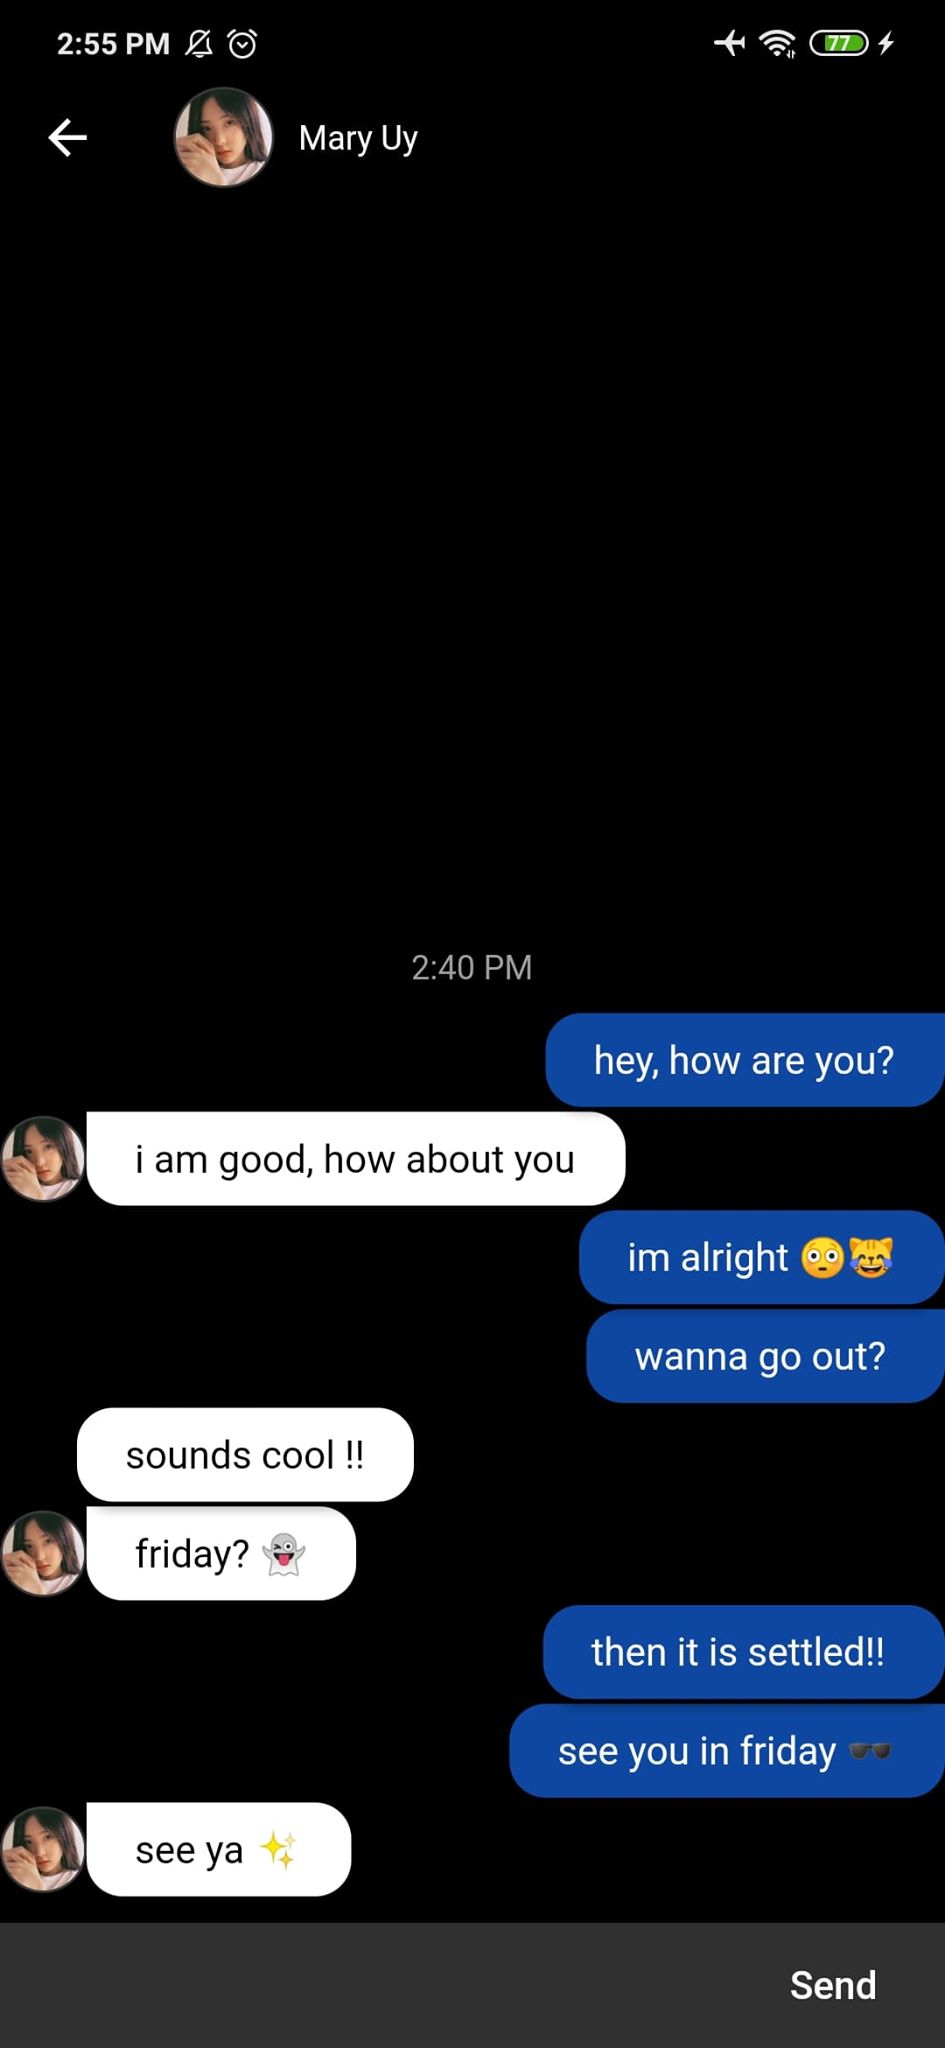 2:55 PM
77
Mary Uy
2:40 PM
hey, how are you?
i am good, how about you
im alright 😳😹
wanna go out?
sounds cool !!
friday? 👻
then it is settled!!
see you in friday 🕶️
see ya ✨
Send